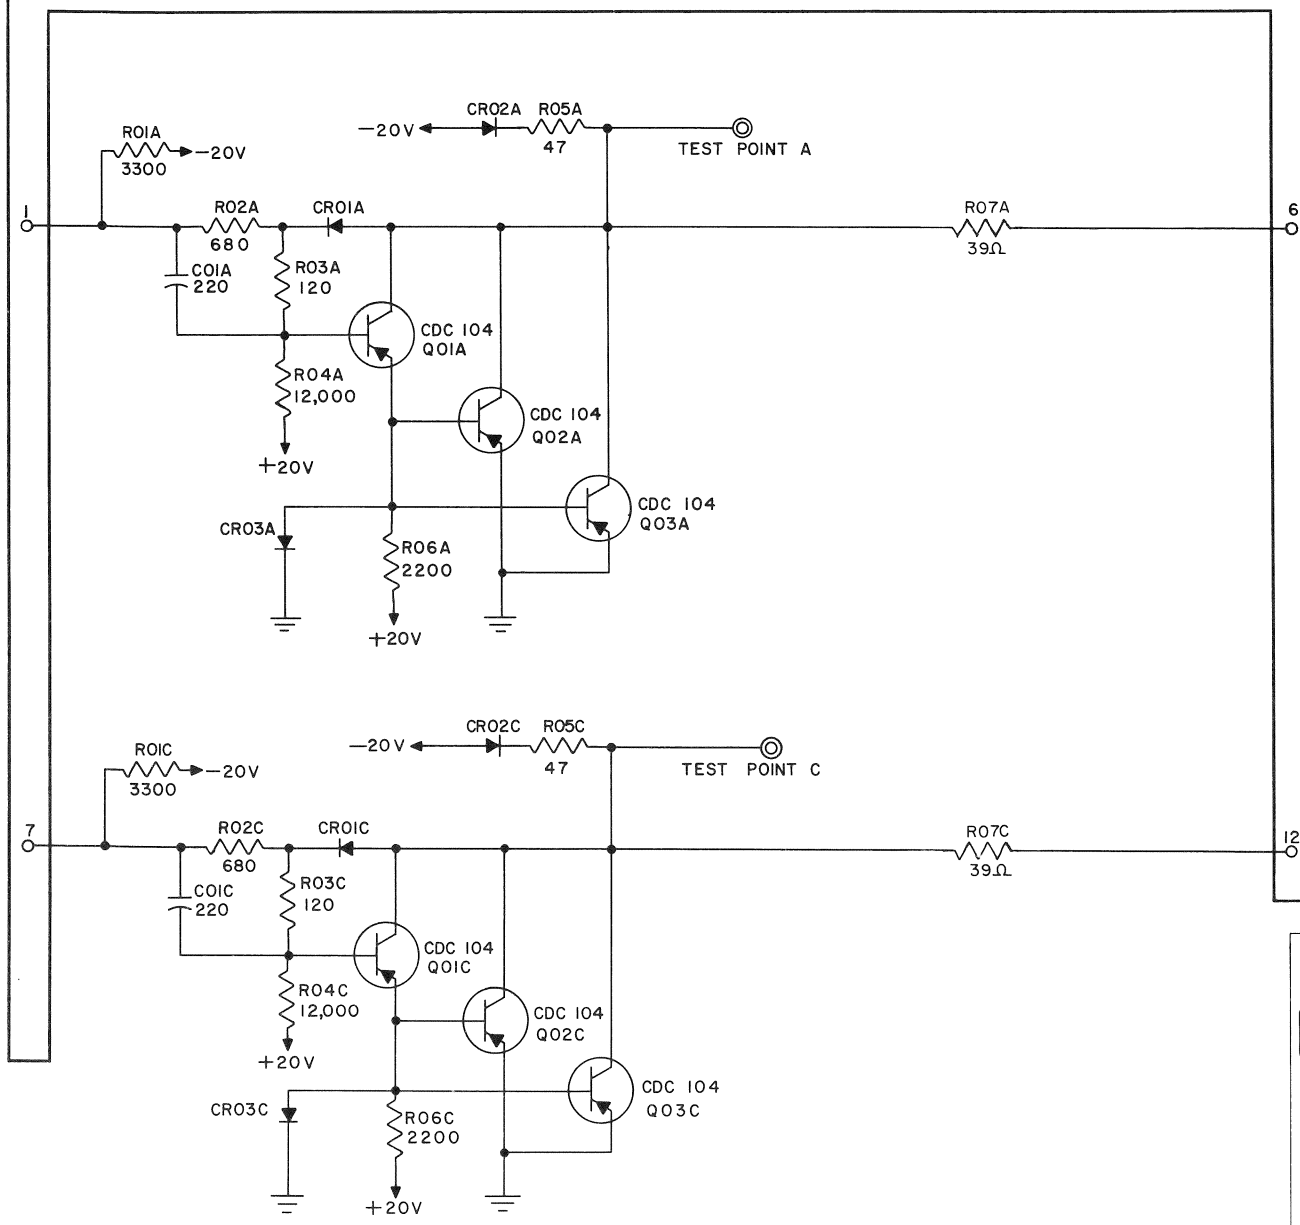 CR02A R05A
-20V
47
TEST POINT A
R01A
-20V
3300
1
R02A
CR01A
R07A
6
680
39Ω
C01A
220
R03A
120
CDC 104
Q01A
R04A
12,000
CDC 104
Q02A
+20V
CDC 104
Q03A
CR03A
R06A
2200
+20V
CR02C R05C
-20V
47
TEST POINT C
R01C
-20V
3300
7
R02C
CR01C
R07C
12
680
39Ω
C01C
220
R03C
120
CDC 104
Q01C
R04C
12,000
CDC 104
Q02C
+20V
CDC 104
Q03C
CR03C
R06C
2200
+20V